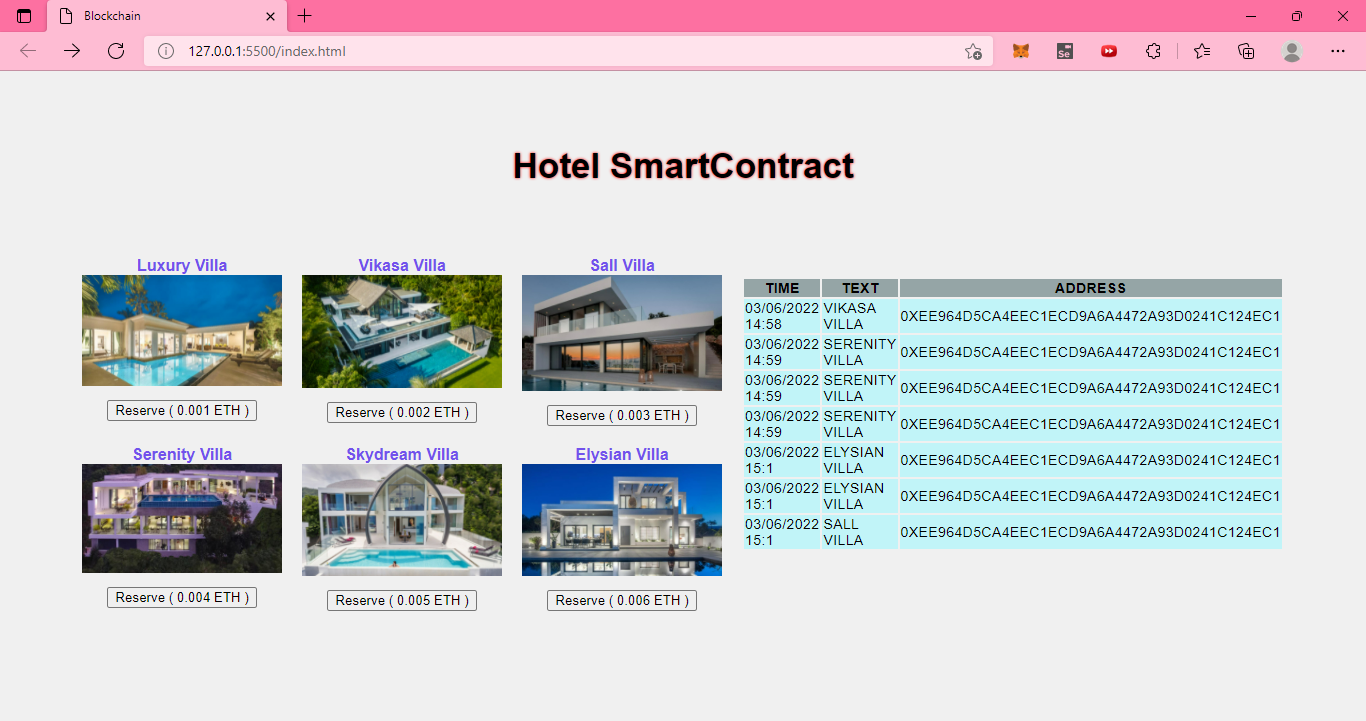 Blockchain
127.0.0.1:5500/index.html
Se
Hotel SmartContract
Luxury Villa
Vikasa Villa
Sall Villa
Reserve ( 0.001 ETH )
Reserve ( 0.002 ETH )
Reserve ( 0.003 ETH )
Serenity Villa
Skydream Villa
Elysian Villa
Reserve ( 0.004 ETH )
Reserve ( 0.005 ETH )
Reserve ( 0.006 ETH )
TIME TEXT ADDRESS
03/06/2022 VIKASA
14:58 VILLA
0XEE964D5CA4EEC1ECD9A6A4472A93D0241C124EC1
03/06/2022 SERENITY
14:59 VILLA
0XEE964D5CA4EEC1ECD9A6A4472A93D0241C124EC1
03/06/2022 SERENITY
14:59 VILLA
0XEE964D5CA4EEC1ECD9A6A4472A93D0241C124EC1
03/06/2022 SERENITY
14:59 VILLA
0XEE964D5CA4EEC1ECD9A6A4472A93D0241C124EC1
03/06/2022 ELYSIAN
15:1 VILLA
0XEE964D5CA4EEC1ECD9A6A4472A93D0241C124EC1
03/06/2022 ELYSIAN
15:1 VILLA
0XEE964D5CA4EEC1ECD9A6A4472A93D0241C124EC1
03/06/2022 SALL
15:1 VILLA
0XEE964D5CA4EEC1ECD9A6A4472A93D0241C124EC1